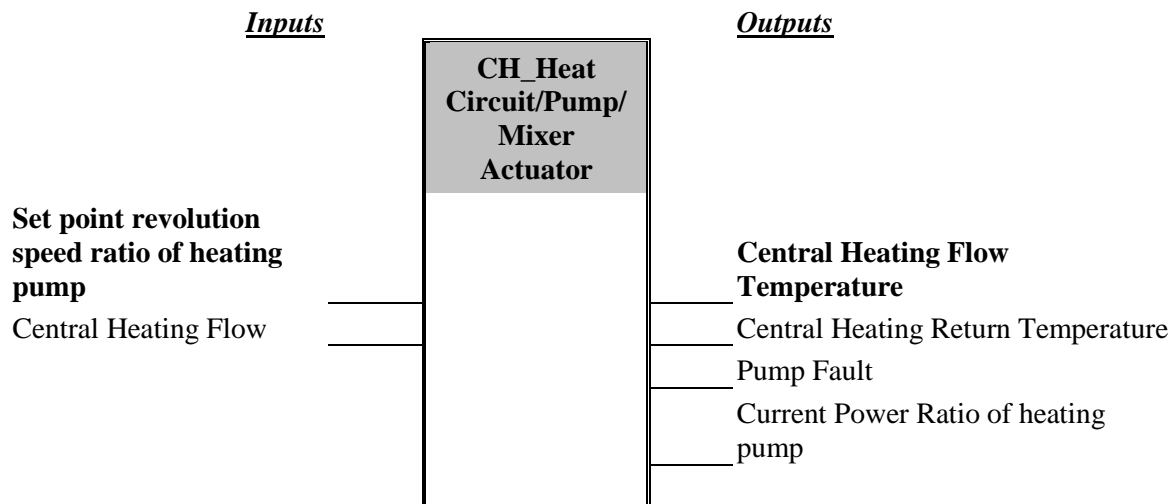 Inputs
Outputs
CH_Heat
Circuit/Pump/
Mixer
Actuator
Set point revolution
speed ratio of heating
pump
Central Heating Flow
Central Heating Flow
Temperature
Central Heating Return Temperature
Pump Fault
Current Power Ratio of heating
pump